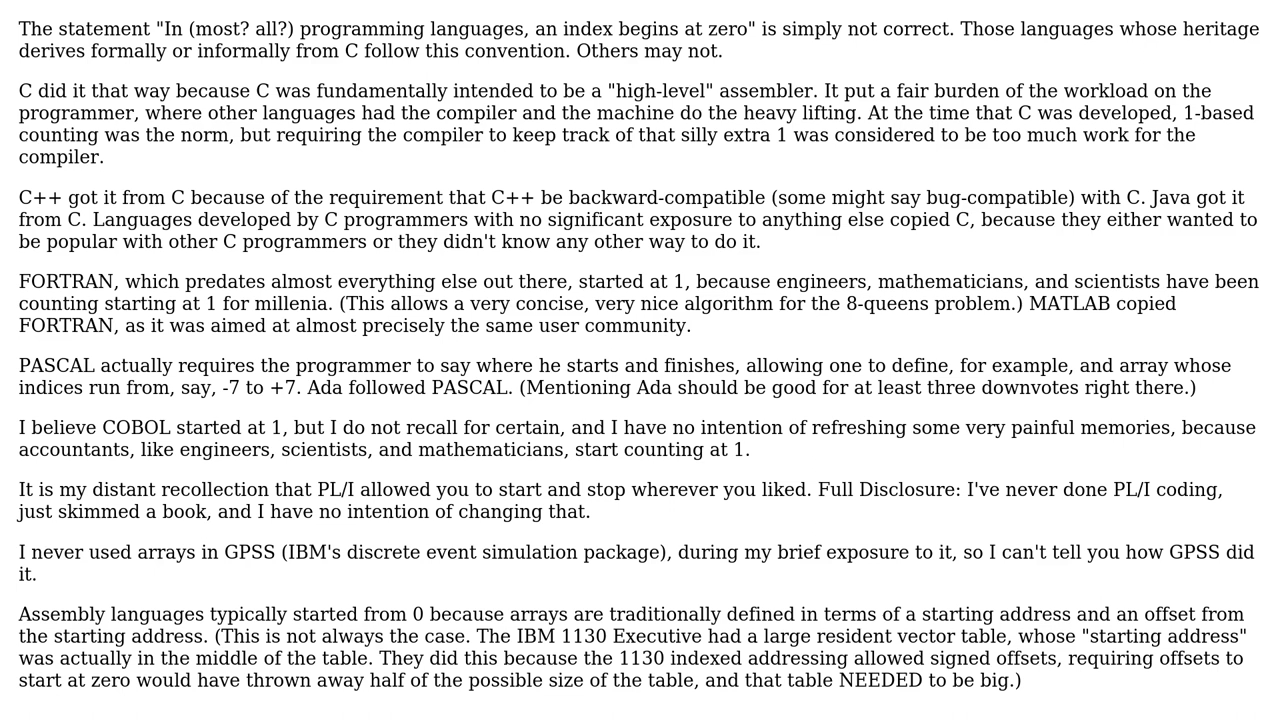 The statement "In (most? all?) programming languages, an index begins at zero" is simply not correct. Those languages whose heritage
derives formally or informally from C follow this convention. Others may not.
C did it that way because C was fundamentally intended to be a "high-level" assembler. It put a fair burden of the workload on the
programmer, where other languages had the compiler and the machine do the heavy lifting. At the time that C was developed, 1-based
counting was the norm, but requiring the compiler to keep track of that silly extra 1 was considered to be too much work for the
compiler.
C++ got it from C because of the requirement that C++ be backward-compatible (some might say bug-compatible) with C. Java got it
from C. Languages developed by C programmers with no significant exposure to anything else copied C, because they either wanted to
be popular with other C programmers or they didn't know any other way to do it.
FORTRAN, which predates almost everything else out there, started at 1, because engineers, mathematicians, and scientists have been
counting starting at 1 for millenia. (This allows a very concise, very nice algorithm for the 8-queens problem.) MATLAB copied
FORTRAN, as it was aimed at almost precisely the same user community.
PASCAL actually requires the programmer to say where he starts and finishes, allowing one to define, for example, and array whose
indices run from, say, -7 to +7. Ada followed PASCAL. (Mentioning Ada should be good for at least three downvotes right there.)
I believe COBOL started at 1, but I do not recall for certain, and I have no intention of refreshing some very painful memories, because
accountants, like engineers, scientists, and mathematicians, start counting at 1.
It is my distant recollection that PL/I allowed you to start and stop wherever you liked. Full Disclosure: I've never done PL/I coding,
just skimmed a book, and I have no intention of changing that.
I never used arrays in GPSS (IBM's discrete event simulation package), during my brief exposure to it, so I can't tell you how GPSS did
it.
Assembly languages typically started from 0 because arrays are traditionally defined in terms of a starting address and an offset from
the starting address. (This is not always the case. The IBM 1130 Executive had a large resident vector table, whose "starting address"
was actually in the middle of the table. They did this because the 1130 indexed addressing allowed signed offsets, requiring offsets to
start at zero would have thrown away half of the possible size of the table, and that table NEEDED to be big.)